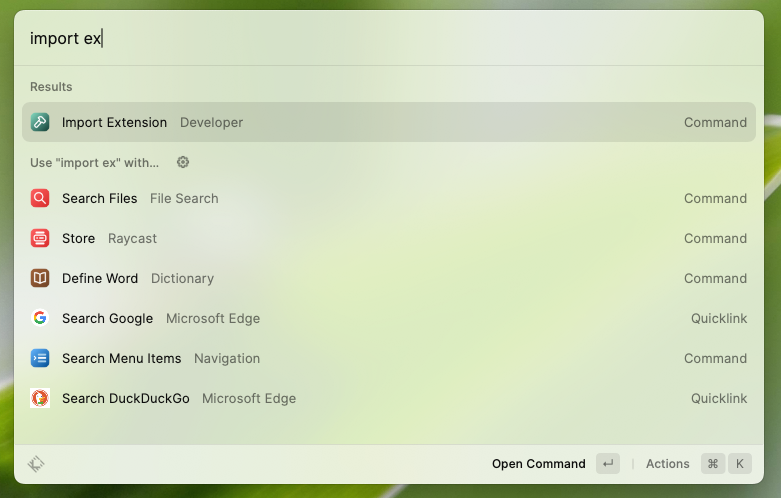 import ex
Results
Import Extension Developer Command
Use "import ex" with...
Search Files File Search Command
Store Raycast Command
Define Word Dictionary Command
Search Google Microsoft Edge Quicklink
Search Menu Items Navigation Command
Search DuckDuckGo Microsoft Edge Quicklink
Open Command ↵ Actions ⌘ K